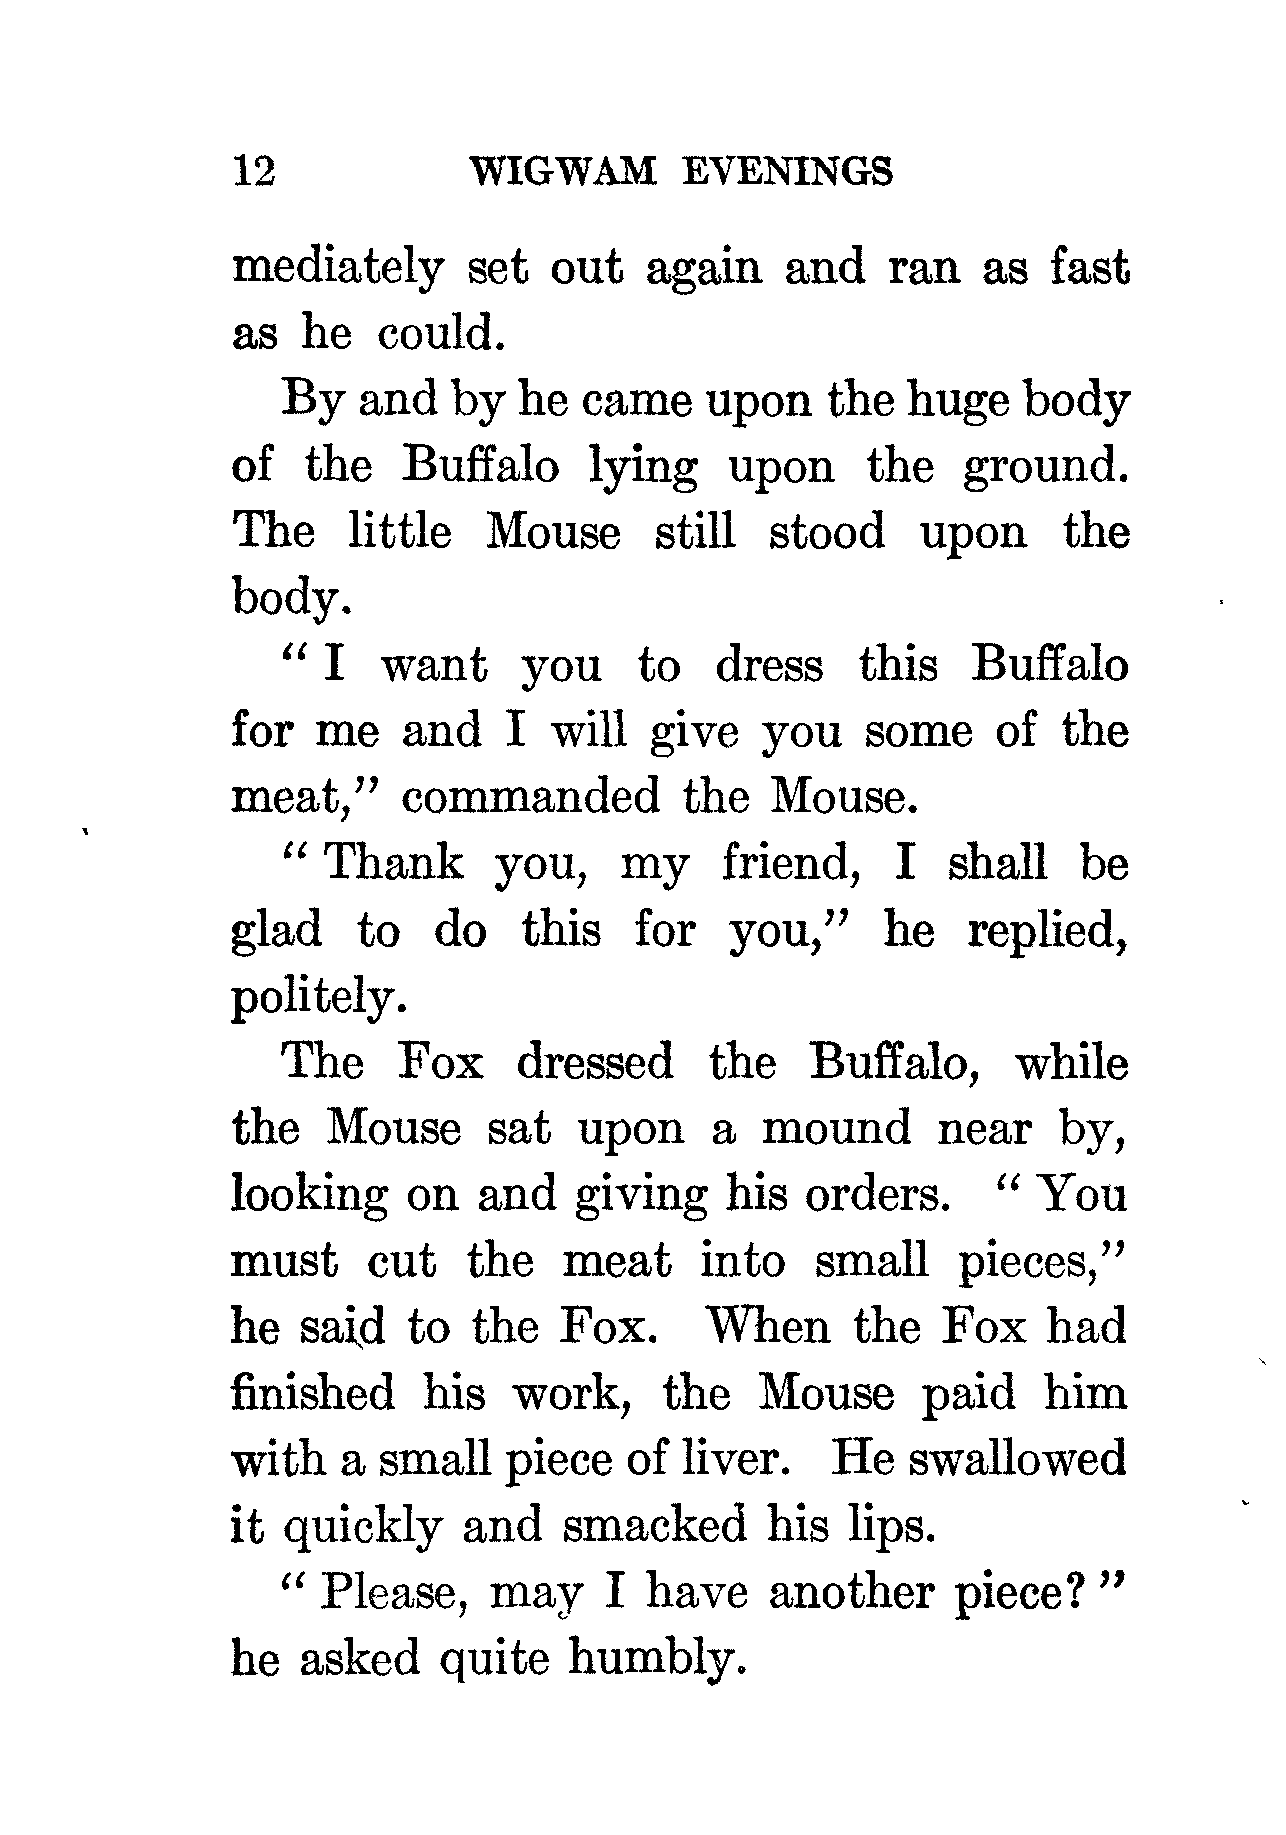 12 WIGWAM EVENINGS
mediately set out again and ran as fast
as he could.
By and by he came upon the huge body
of the Buffalo lying upon the ground.
The little Mouse still stood upon the
body.
“ I want you to dress this Buffalo
for me and I will give you some of the
meat,” commanded the Mouse.
“ Thank you, my friend, I shall be
glad to do this for you,” he replied,
politely.
The Fox dressed the Buffalo, while
the Mouse sat upon a mound near by,
looking on and giving his orders. “ You
must cut the meat into small pieces,”
he said to the Fox. When the Fox had
finished his work, the Mouse paid him
with a small piece of liver. He swallowed
it quickly and smacked his lips.
“ Please, may I have another piece? ”
he asked quite humbly.